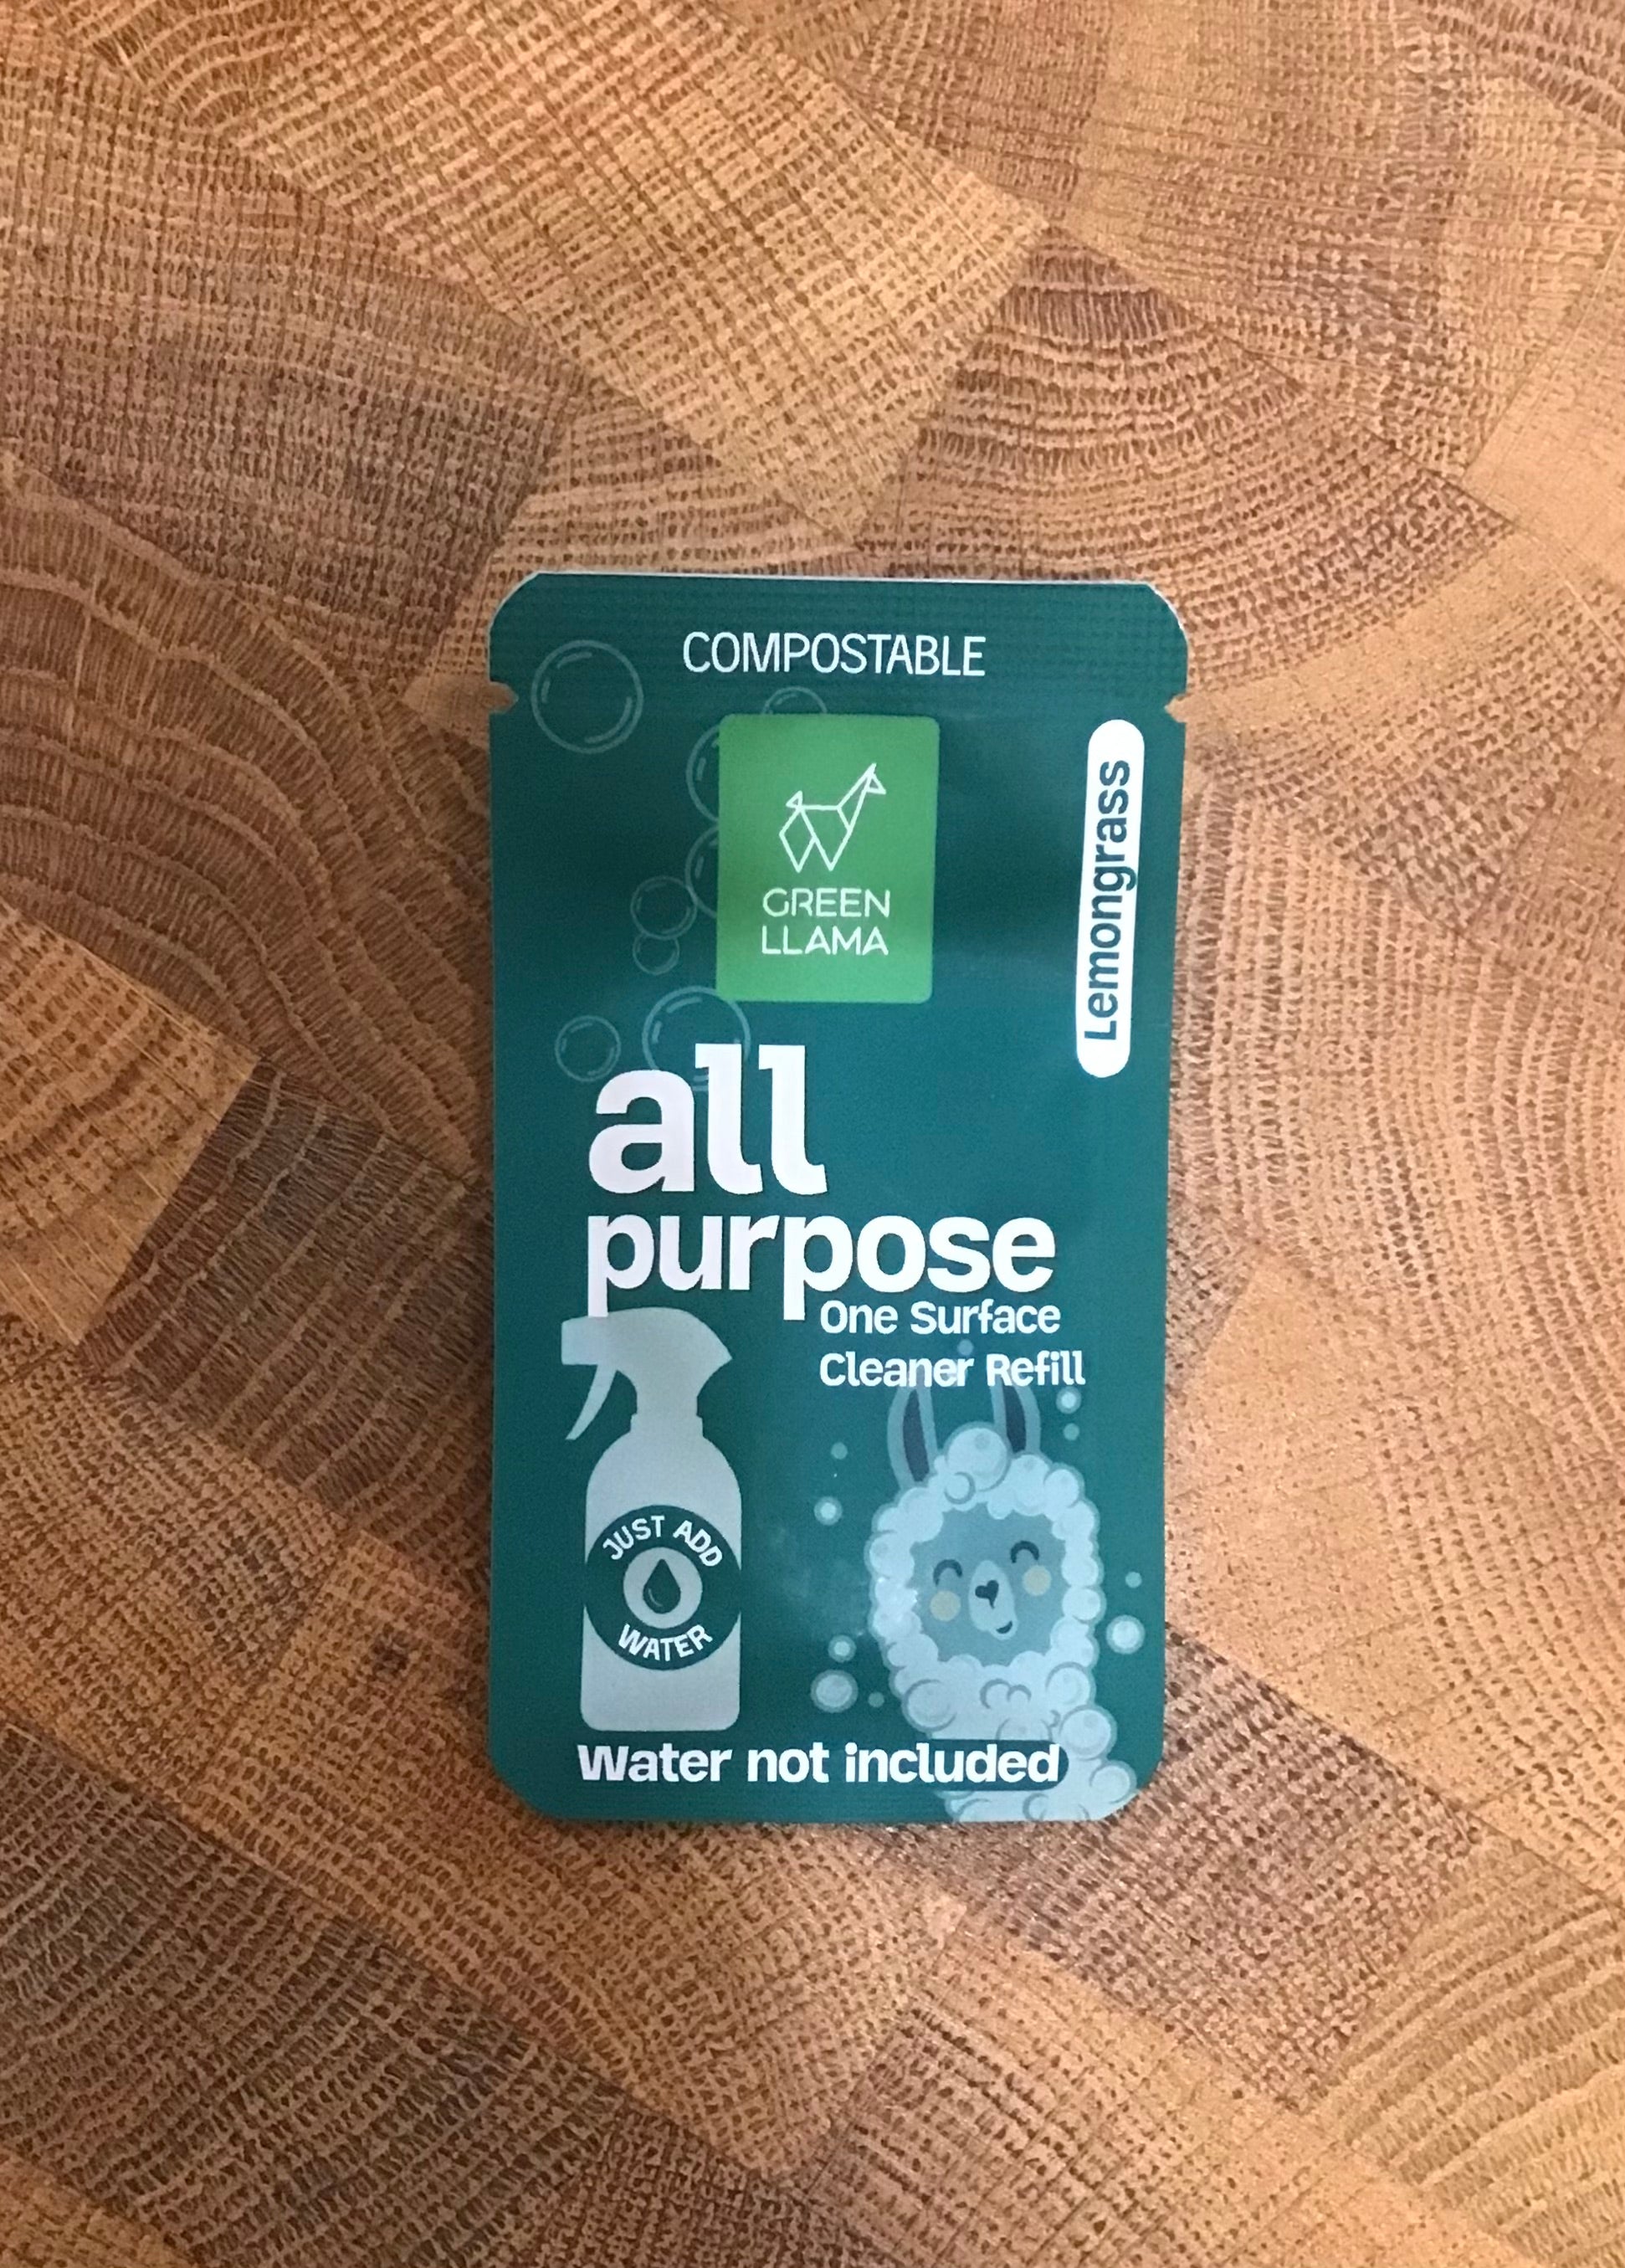 COMPOSTABLE
GREEN
LLAMA
Lemongrass
all
purpose
One Surface
Cleaner Refill
JUST ADD
WATER
Water not included